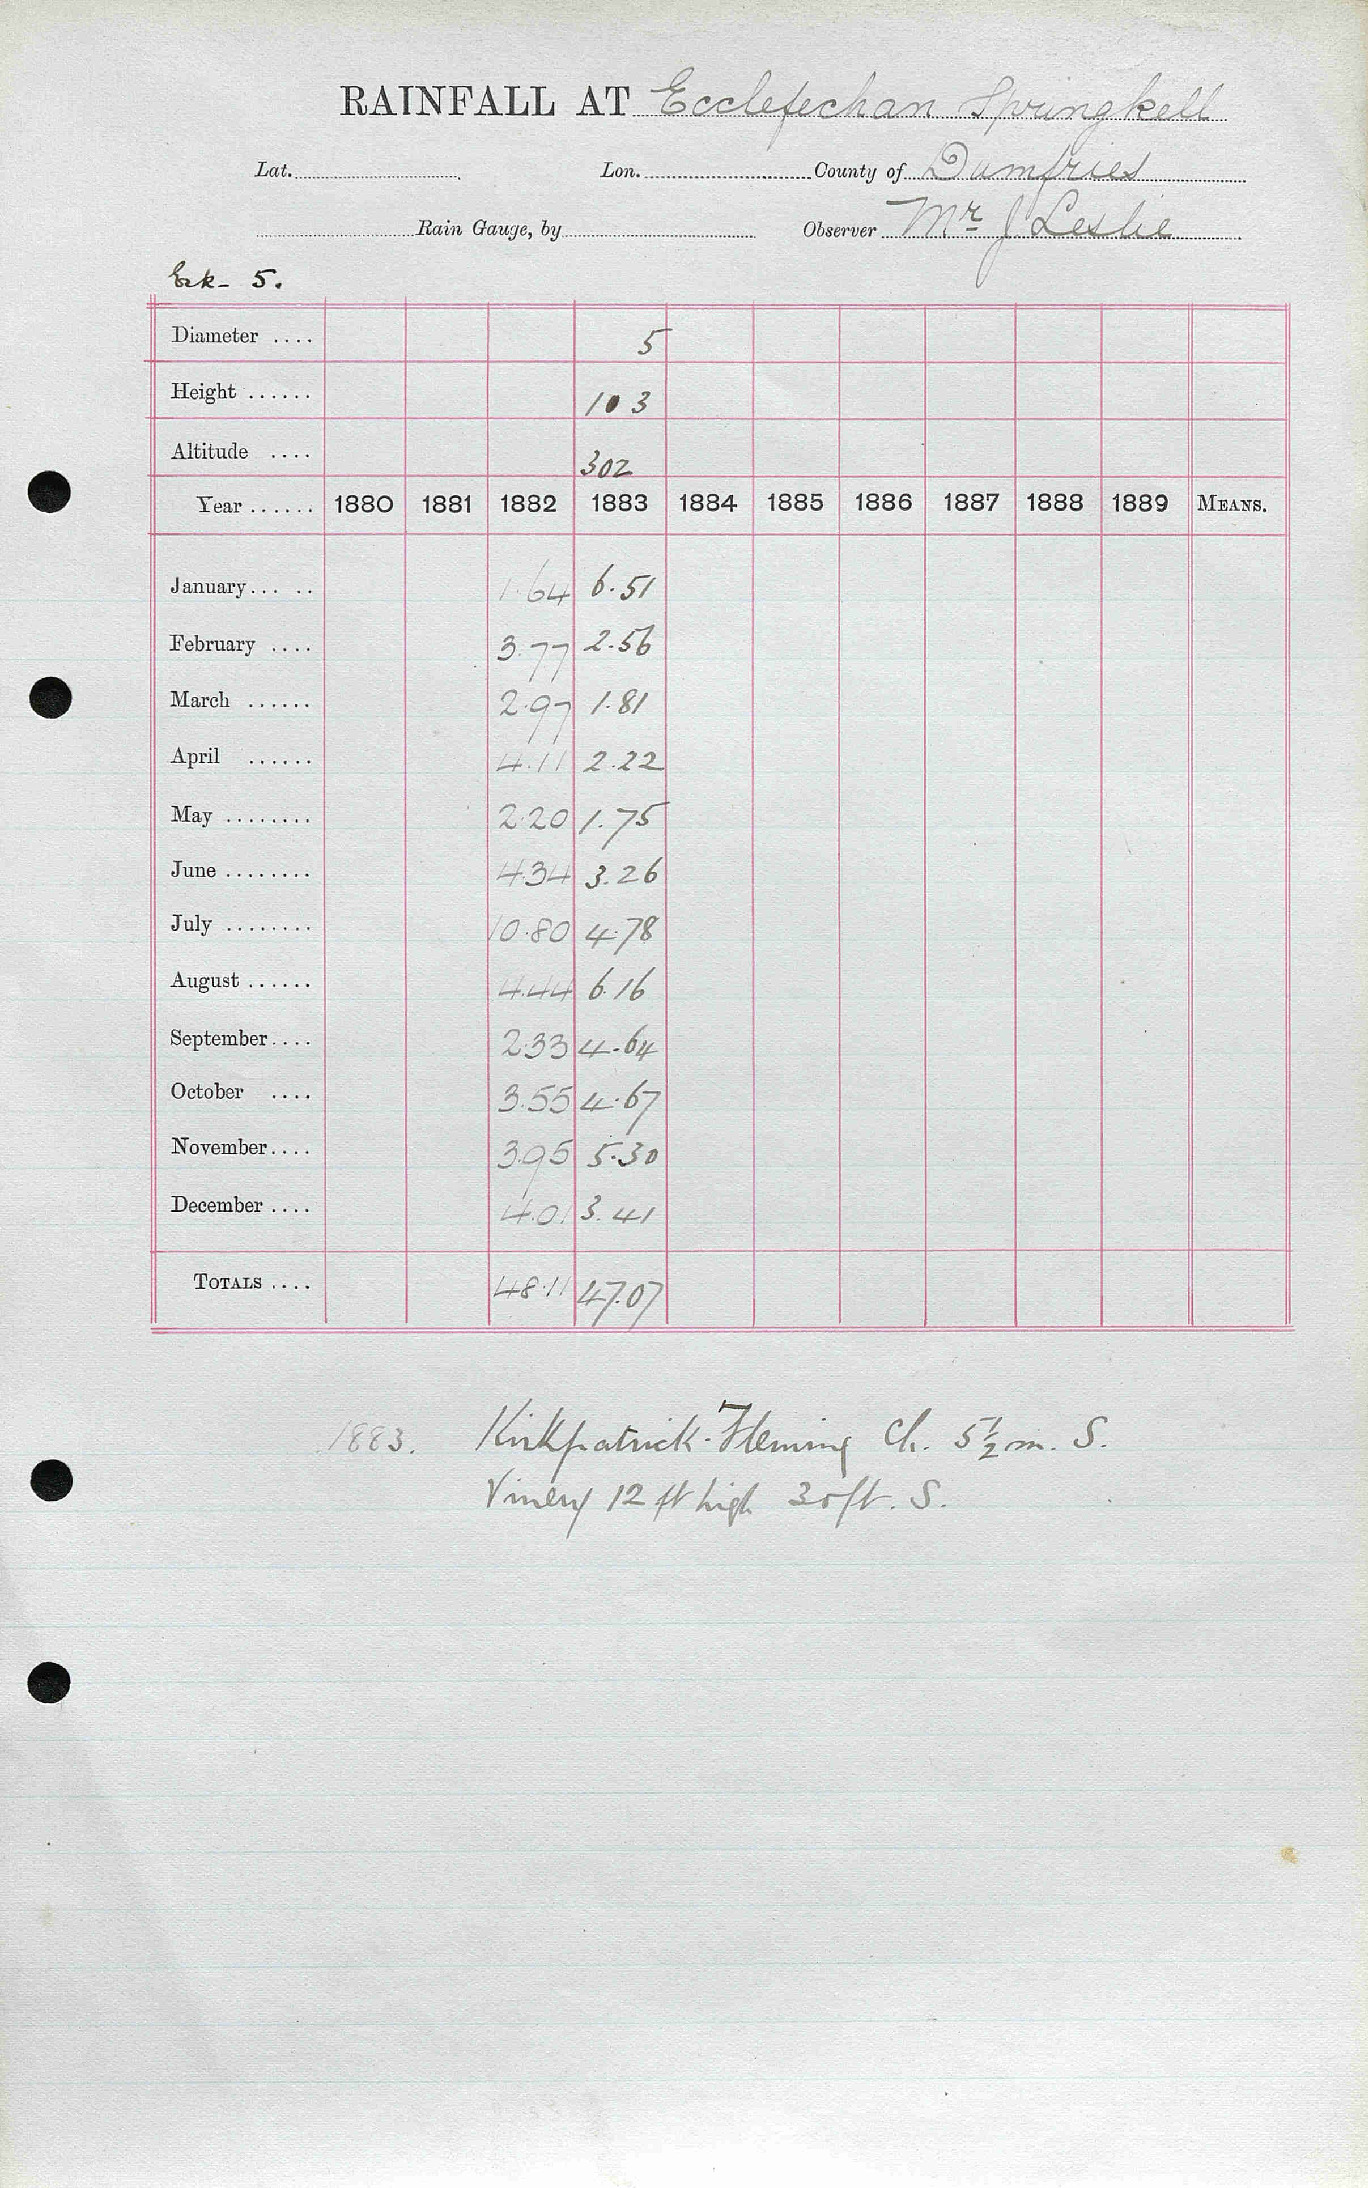 RAINFALL AT Ecclefechan Springkell
Lat. Lon. County of Dumfries
Rain Gauge, by Observer Mr J Leslie
Esk - 5.
Diameter .... 5
Height ...... 1 0 3
Altitude .... 302
Year ...... 1880 1881 1882 1883 1884 1885 1886 1887 1888 1889 MEANS.
January... .. 1.64 6.51
February .... 3.77 2.56
March ...... 2.97 1.81
April ...... 4.11 2.22
May ........ 2.20 1.75
June ........ 4.34 3.26
July ........ 10.80 4.78
August ...... 4.44 6.16
September.... 2.33 4.64
October .... 3.55 4.67
November.... 3.95 5.30
December .... 4.01 3.41
TOTALS .... 48.11 47.07
1883. Kirkpatrick-Fleming Ch. 5½ m. S.
Vinery 12 ft high 30 ft. S.